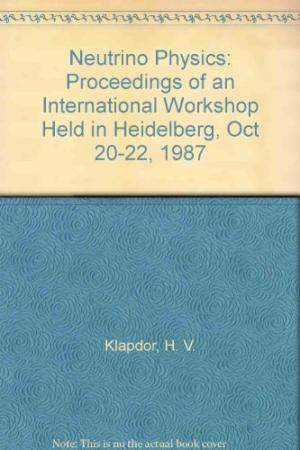 Neutrino Physics:
Proceedings of an
International Workshop
Held in Heidelberg, Oct
20-22, 1987
Klapdor, H. V.
Note: This is no the actual book cover